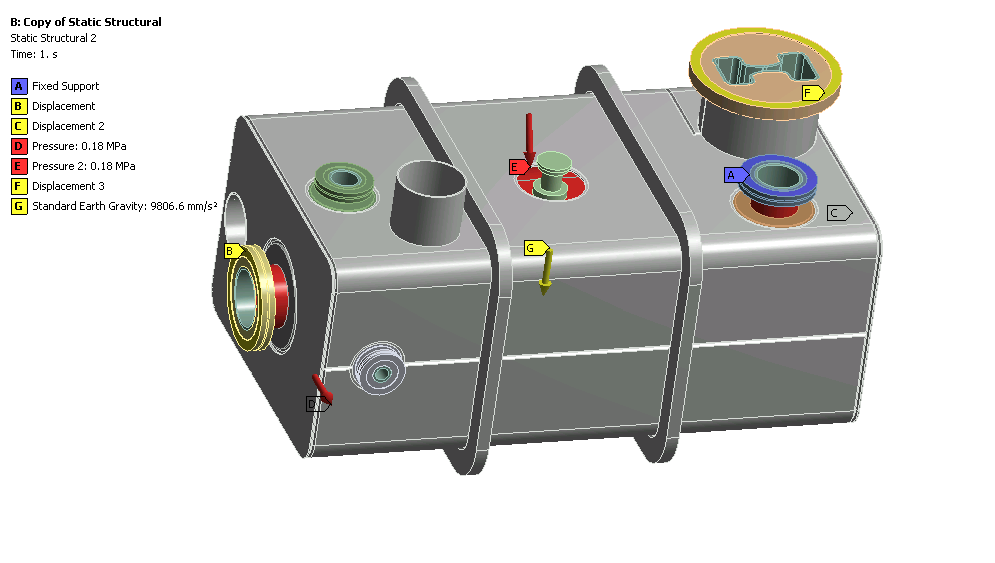 B: Copy of Static Structural
Static Structural 2
Time: 1. s
A Fixed Support
B Displacement
C Displacement 2
D Pressure: 0.18 MPa
E Pressure 2: 0.18 MPa
F Displacement 3
G Standard Earth Gravity: 9806.6 mm/s²
F
E
A
C
B
G
D